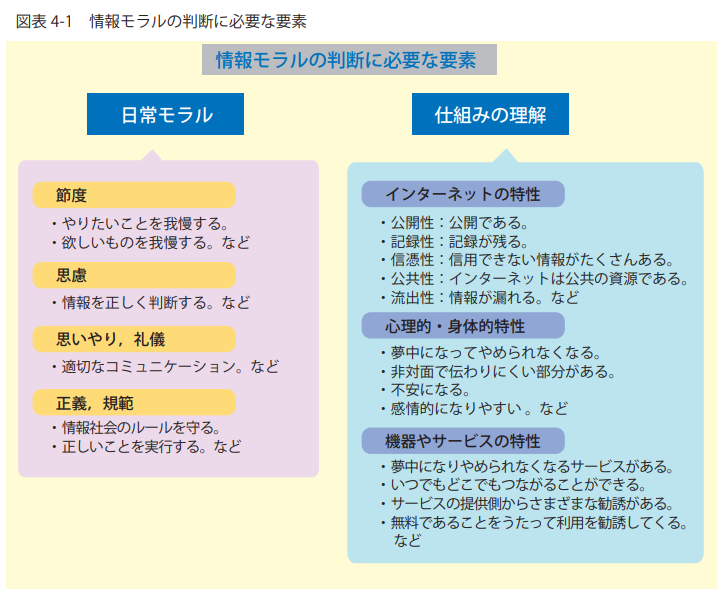 図表 4-1　情報モラルの判断に必要な要素
情報モラルの判断に必要な要素
日常モラル
節度
・やりたいことを我慢する。
・欲しいものを我慢する。など
思慮
・情報を正しく判断する。など
思いやり，礼儀
・適切なコミュニケーション。など
正義，規範
・情報社会のルールを守る。
・正しいことを実行する。など
仕組みの理解
インターネットの特性
・公開性：公開である。
・記録性：記録が残る。
・信憑性：信用できない情報がたくさんある。
・公共性：インターネットは公共の資源である。
・流出性：情報が漏れる。など
心理的・身体的特性
・夢中になってやめられなくなる。
・非対面で伝わりにくい部分がある。
・不安になる。
・感情的になりやすい 。など
機器やサービスの特性
・夢中になりやめられなくなるサービスがある。
・いつでもどこでもつながることができる。
・サービスの提供側からさまざまな勧誘がある。
・無料であることをうたって利用を勧誘してくる。
など